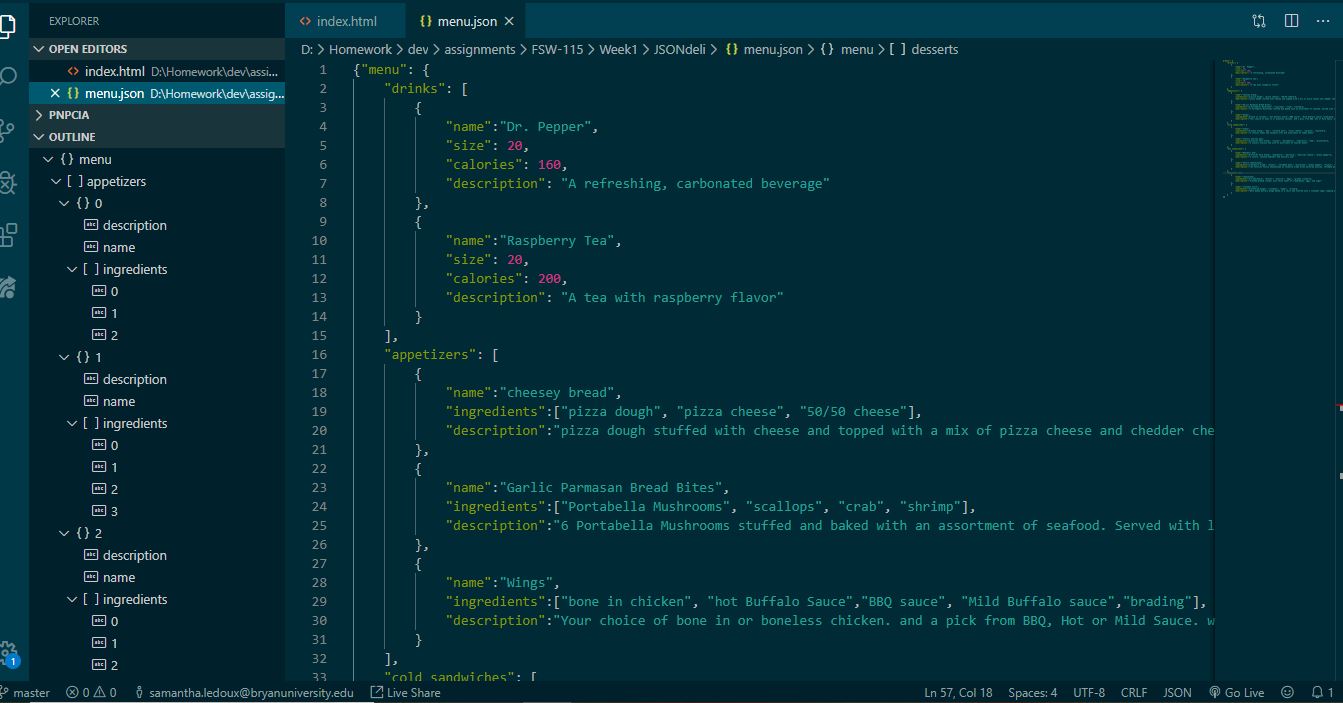 EXPLORER
OPEN EDITORS
index.html D:\Homework\dev\assi...
menu.json D:\Homework\dev\assig...
PNPCIA
OUTLINE
{} menu
[ ] appetizers
{} 0
description
name
[ ] ingredients
0
1
2
{} 1
description
name
[ ] ingredients
0
1
2
3
{} 2
description
name
[ ] ingredients
0
1
2
<> index.html
{} menu.json
D: > Homework > dev > assignments > FSW-115 > Week1 > JSONdeli > {} menu.json > {} menu > [ ] desserts
1 {"menu": {
2 "drinks": [
3 {
4 "name":"Dr. Pepper",
5 "size": 20,
6 "calories": 160,
7 "description": "A refreshing, carbonated beverage"
8 },
9 {
10 "name":"Raspberry Tea",
11 "size": 20,
12 "calories": 200,
13 "description": "A tea with raspberry flavor"
14 }
15 ],
16 "appetizers": [
17 {
18 "name":"cheesey bread",
19 "ingredients":["pizza dough", "pizza cheese", "50/50 cheese"],
20 "description":"pizza dough stuffed with cheese and topped with a mix of pizza cheese and chedder che
21 },
22 {
23 "name":"Garlic Parmasan Bread Bites",
24 "ingredients":["Portabella Mushrooms", "scallops", "crab", "shrimp"],
25 "description":"6 Portabella Mushrooms stuffed and baked with an assortment of seafood. Served with l
26 },
27 {
28 "name":"Wings",
29 "ingredients":["bone in chicken", "hot Buffalo Sauce","BBQ sauce", "Mild Buffalo sauce","brading"],
30 "description":"Your choice of bone in or boneless chicken. and a pick from BBQ, Hot or Mild Sauce. w
31 }
32 ],
33 "cold sandwiches": [
1
master 0 0 samantha.ledoux@bryanuniversity.edu Live Share Ln 57, Col 18 Spaces: 4 UTF-8 CRLF JSON Go Live 1